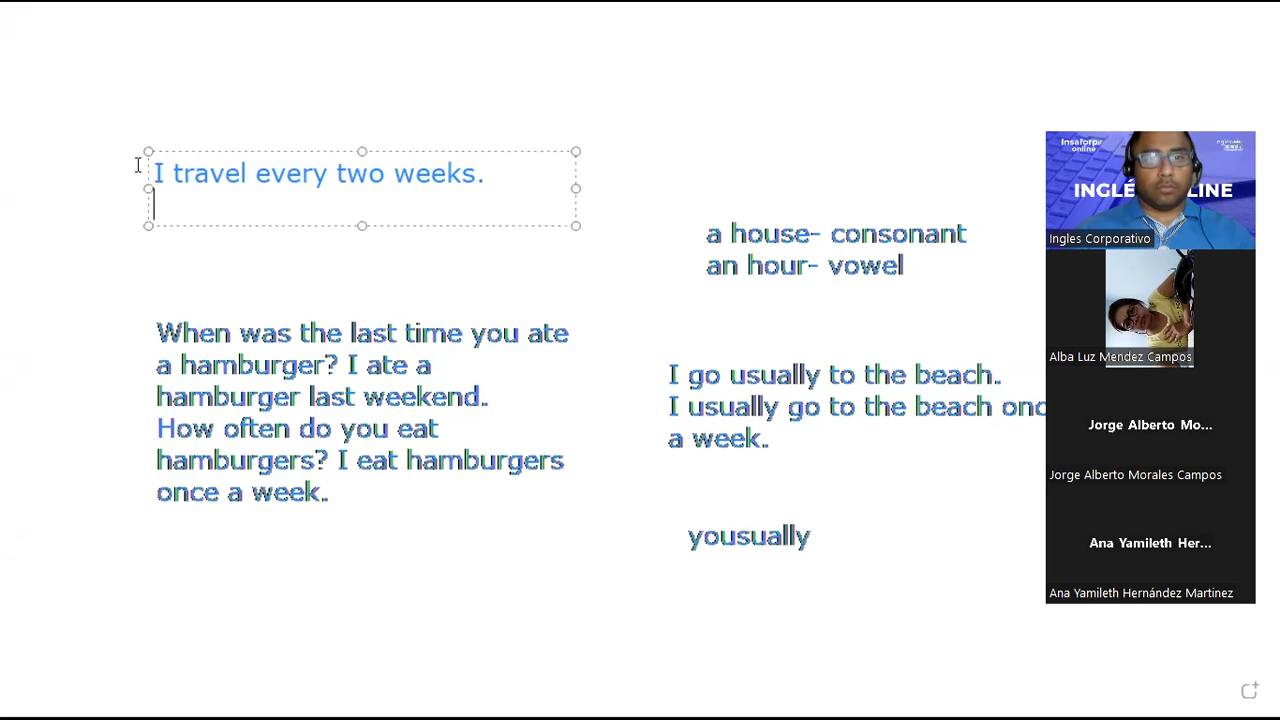 I travel every two weeks.
a house- consonant
an hour- vowel
When was the last time you ate
a hamburger? I ate a
hamburger last weekend.
How often do you eat
hamburgers? I eat hamburgers
once a week.
I go usually to the beach.
I usually go to the beach onc
a week.
yousually
Insaforp
online
INGLÉ
LINE
Ingles Corporativo
Alba Luz Mendez Campos
Jorge Alberto Mo...
Jorge Alberto Morales Campos
Ana Yamileth Her...
Ana Yamileth Hernández Martinez